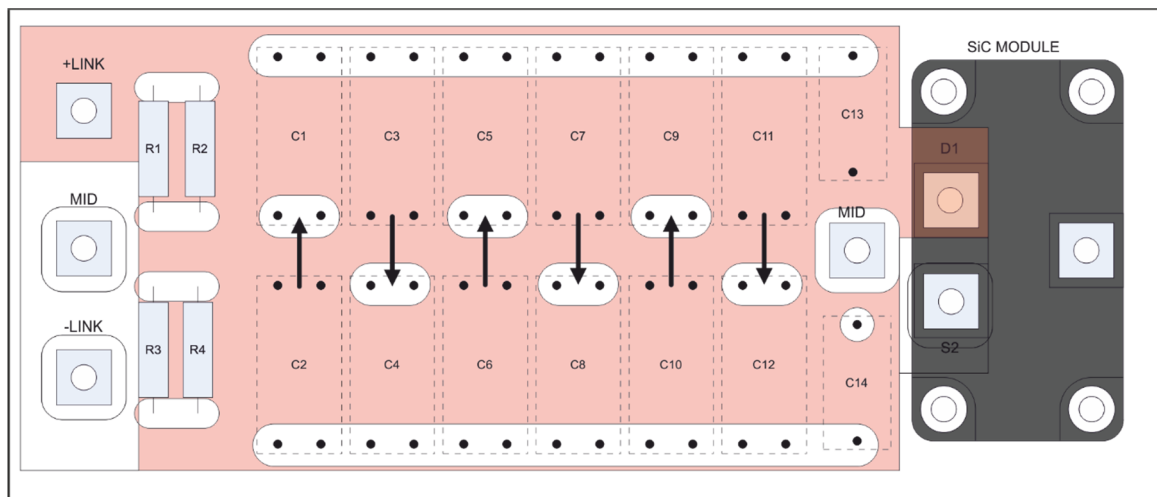 SiC MODULE
+LINK
R1
R2
C1
C3
C5
C7
C9
C11
C13
D1
MID
MID
-LINK
R3
R4
C2
C4
C6
C8
C10
C12
C14
S2